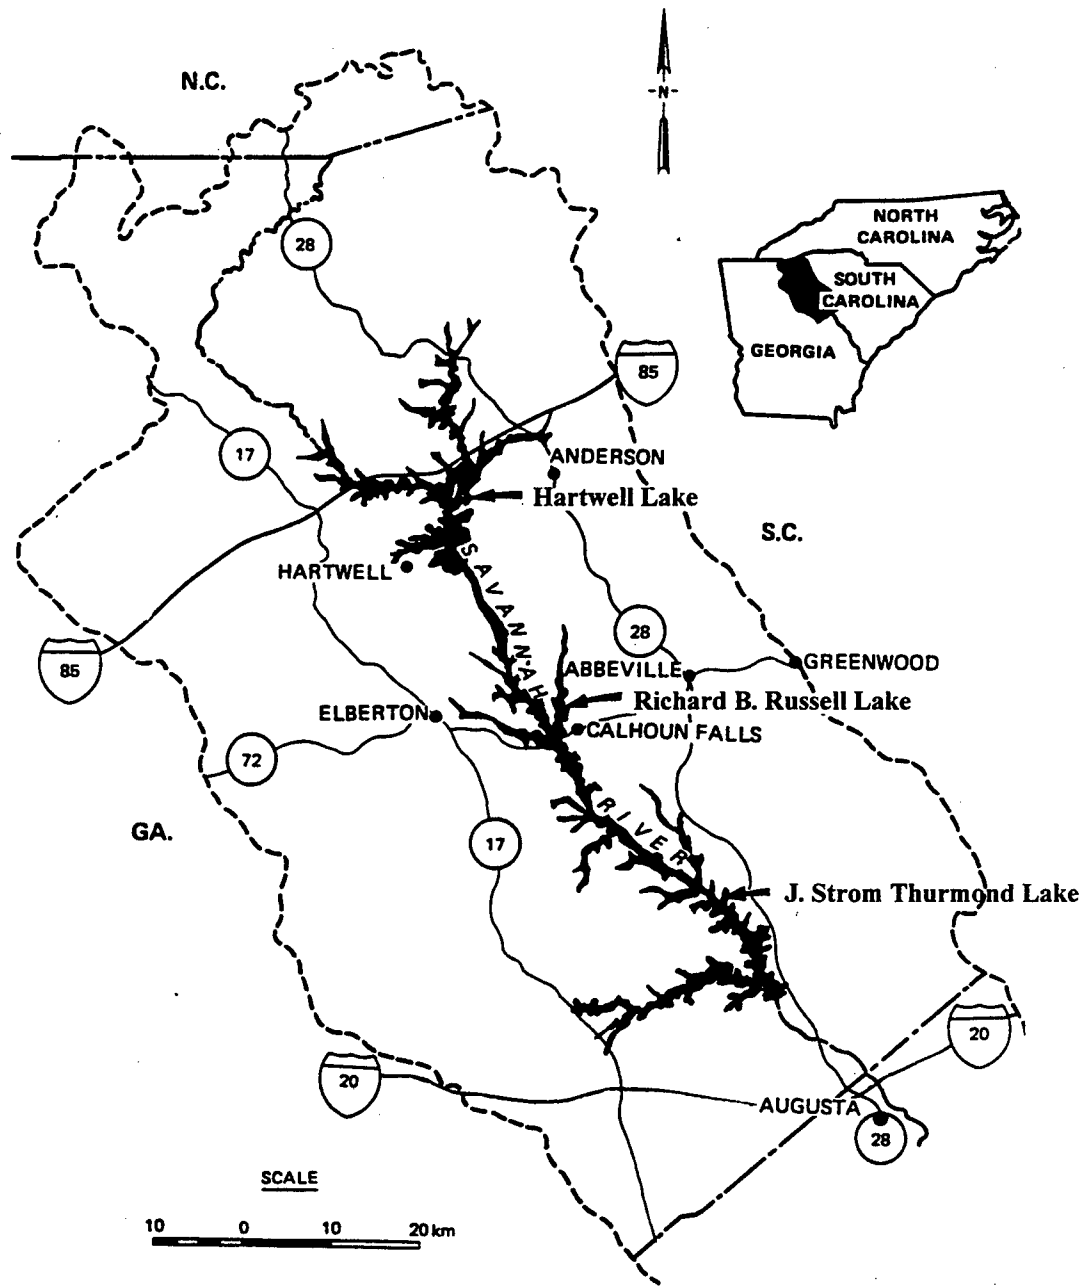 N.C.
-N-
NORTH
CAROLINA
28
SOUTH
CAROLINA
GEORGIA
85
17
ANDERSON
Hartwell Lake
S.C.
HARTWELL
SAVANNAH
28
85
ABBEVILLE
GREENWOOD
Richard B. Russell Lake
ELBERTON
CALHOUN FALLS
72
RIVER
GA.
17
J. Strom Thurmond Lake
20
20
AUGUSTA
28
SCALE
10 0 10 20 km